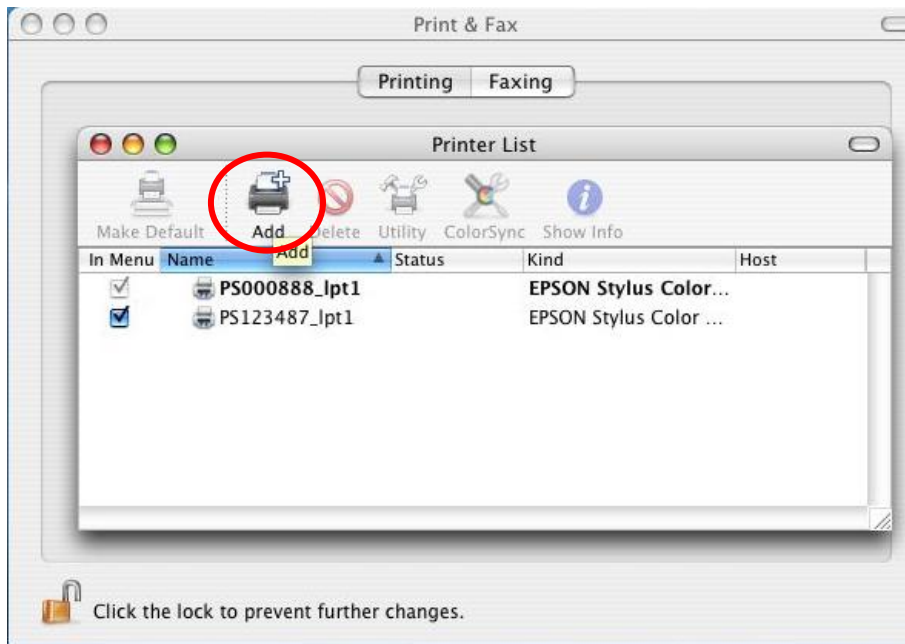 Print & Fax
Printing Faxing
Printer List
Make Default Add Delete Utility ColorSync Show Info
Add
In Menu Name Status Kind Host
PS000888_lpt1 EPSON Stylus Color...
PS123487_lpt1 EPSON Stylus Color ...
Click the lock to prevent further changes.